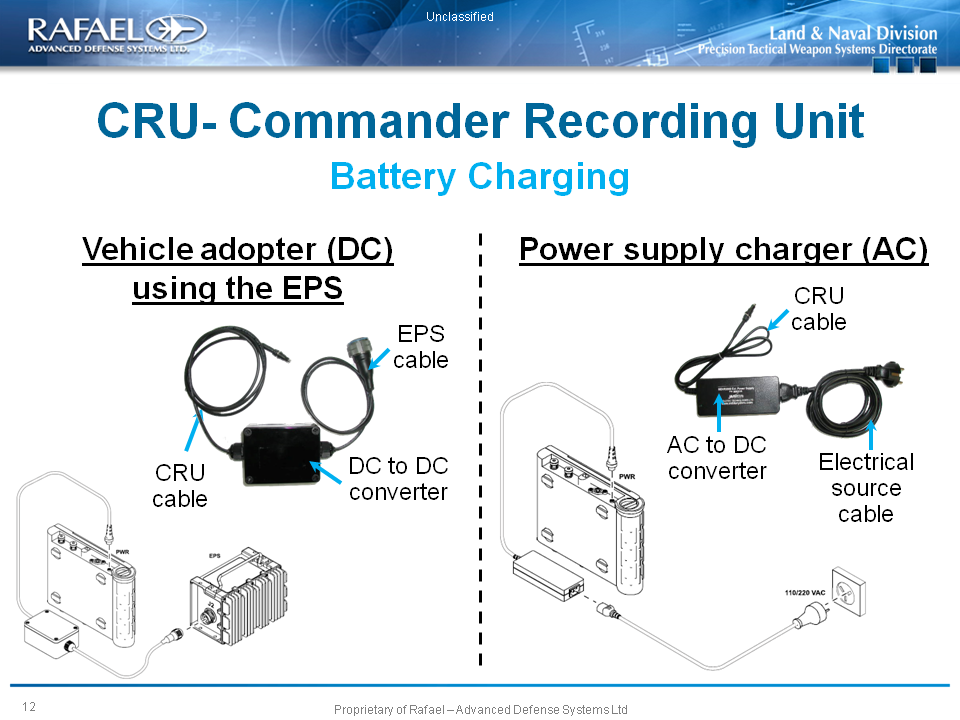 Unclassified
RAFAEL
ADVANCED DEFENSE SYSTEMS LTD.
Land & Naval Division
Precision Tactical Weapon Systems Directorate
CRU- Commander Recording Unit
Battery Charging
Vehicle adopter (DC)
using the EPS
EPS
cable
CRU
cable
DC to DC
converter
PWR
EPS
J2
Power supply charger (AC)
CRU
cable
AC to DC
converter
Electrical
source
cable
PWR
110/220 VAC
12
Proprietary of Rafael – Advanced Defense Systems Ltd